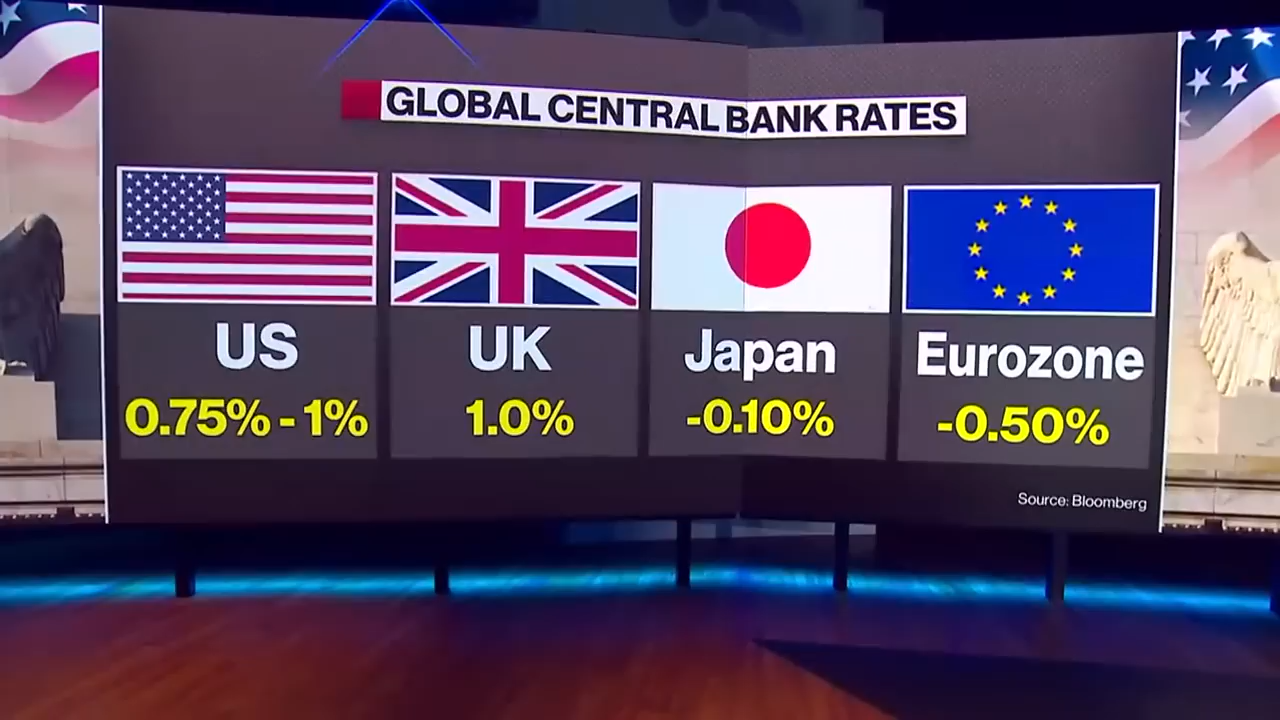 GLOBAL CENTRAL BANK RATES
US
UK
Japan
Eurozone
0.75% - 1%
1.0%
-0.10%
-0.50%
Source: Bloomberg